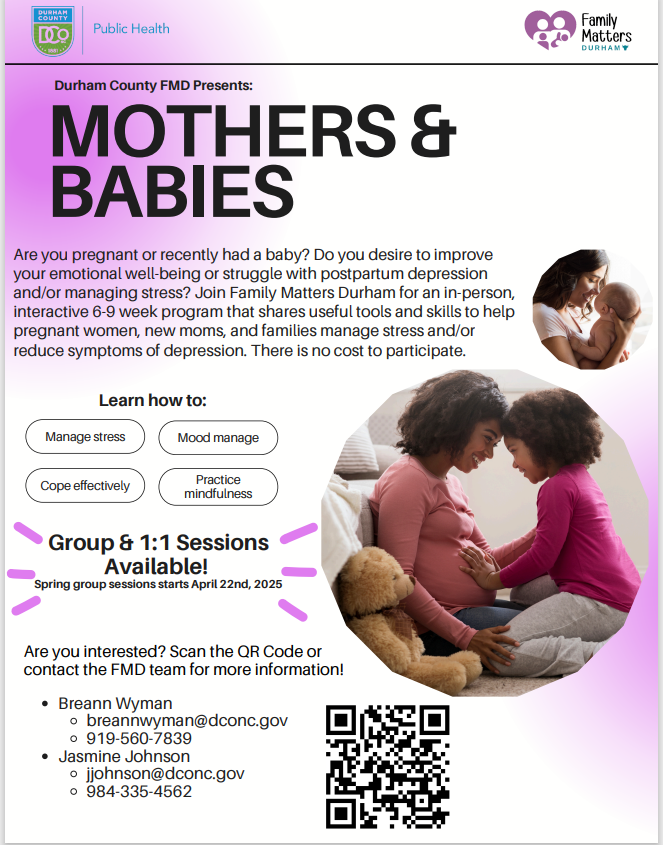 DURHAM
COUNTY
DCo
Public Health
Family
Matters
DURHAM
Durham County FMD Presents:
MOTHERS &
BABIES
Are you pregnant or recently had a baby? Do you desire to improve
your emotional well-being or struggle with postpartum depression
and/or managing stress? Join Family Matters Durham for an in-person,
interactive 6-9 week program that shares useful tools and skills to help
pregnant women, new moms, and families manage stress and/or
reduce symptoms of depression. There is no cost to participate.
Learn how to:
Manage stress
Mood manage
Cope effectively
Practice
mindfulness
Group & 1:1 Sessions
Available!
Spring group sessions starts April 22nd, 2025
Are you interested? Scan the QR Code or
contact the FMD team for more information!
• Breann Wyman
◦ breannwyman@dconc.gov
◦ 919-560-7839
• Jasmine Johnson
◦ jjohnson@dconc.gov
◦ 984-335-4562